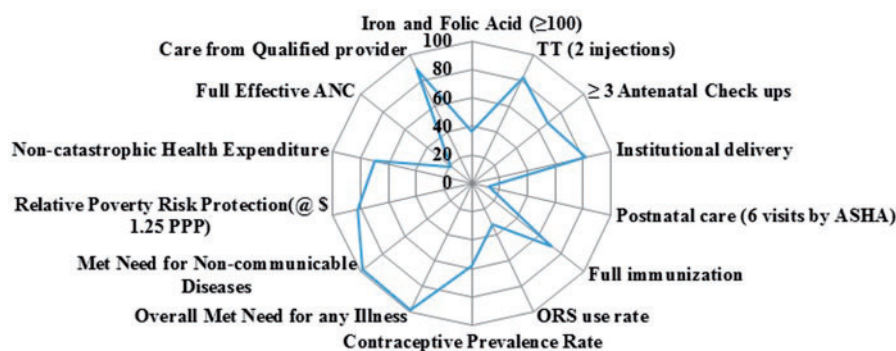 Iron and Folic Acid (≥100)
Care from Qualified provider
100
TT (2 injections)
80
Full Effective ANC
≥ 3 Antenatal Check ups
60
40
Non-catastrophic Health Expenditure
Institutional delivery
20
0
Relative Poverty Risk Protection(@ $
1.25 PPP)
Postnatal care (6 visits by ASHA)
Met Need for Non-communicable
Diseases
Full immunization
Overall Met Need for any Illness
ORS use rate
Contraceptive Prevalence Rate